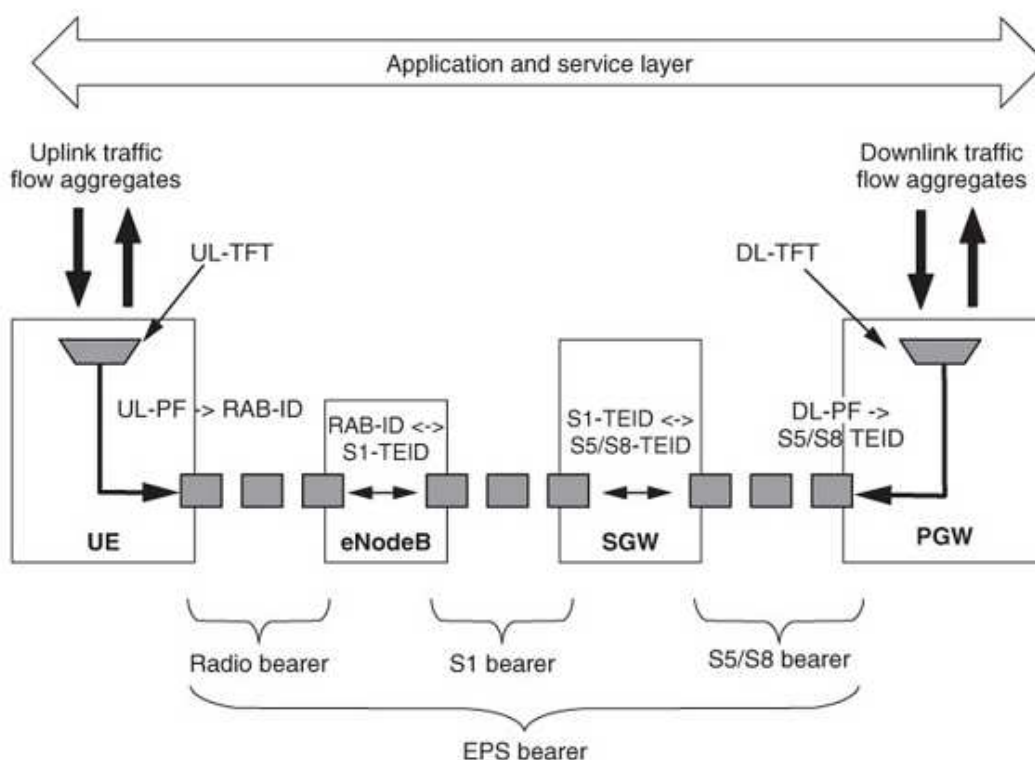 Application and service layer
Uplink traffic
flow aggregates
Downlink traffic
flow aggregates
UL-TFT
DL-TFT
UL-PF -> RAB-ID
RAB-ID <->
S1-TEID
S1-TEID <->
S5/S8-TEID
DL-PF ->
S5/S8 TEID
UE
eNodeB
SGW
PGW
Radio bearer
S1 bearer
S5/S8 bearer
EPS bearer